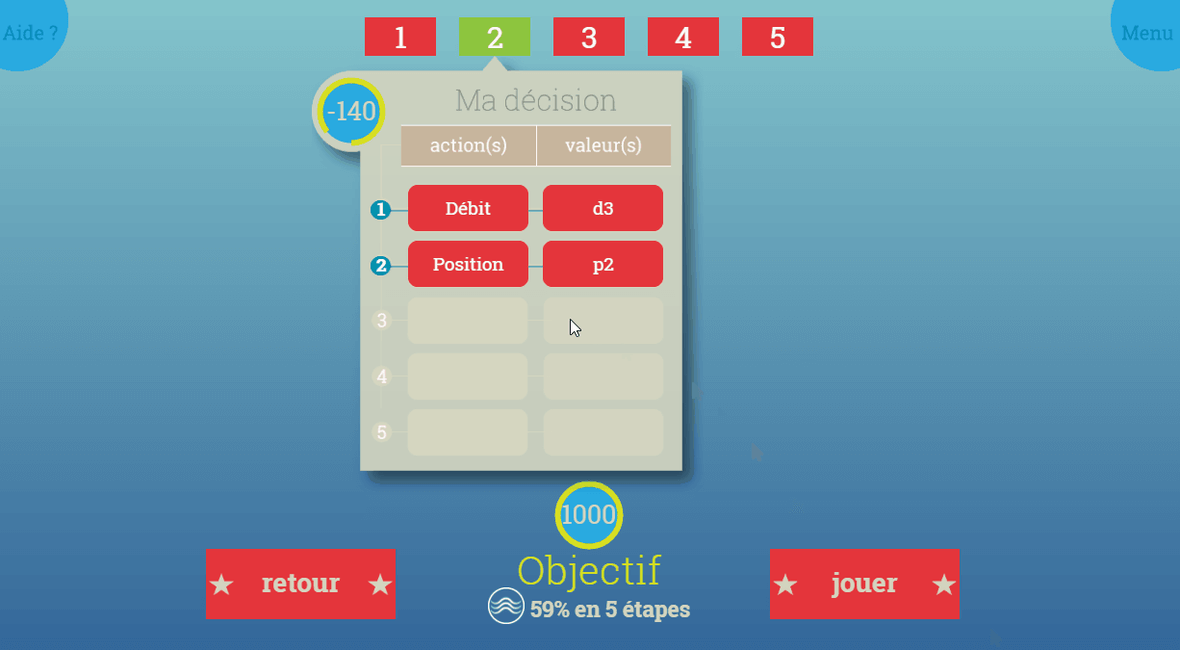 Aide ?
1 2 3 4 5
Menu
-140
Ma décision
action(s) valeur(s)
1 Débit d3
2 Position p2
3
4
5
1000
Objectif
59% en 5 étapes
retour
jouer